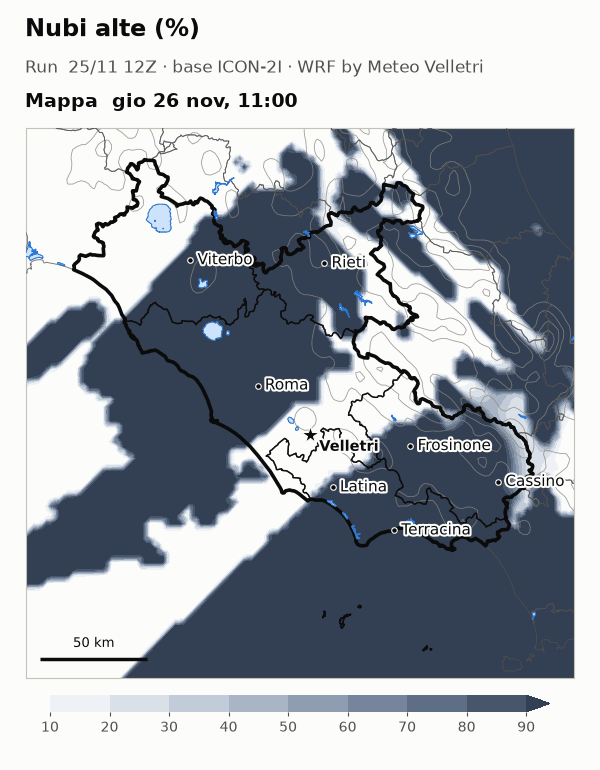 Nubi alte (%)
Run  25/11 12Z · base ICON-2I · WRF by Meteo Velletri
Mappa  gio 26 nov, 11:00
Viterbo
Rieti
Roma
Velletri
Frosinone
Latina
Cassino
Terracina
50 km
10 20 30 40 50 60 70 80 90